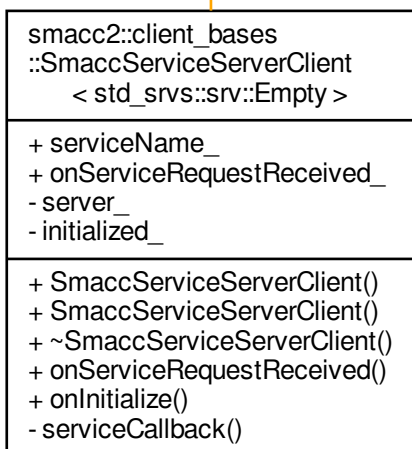 smacc2::client_bases
::SmaccServiceServerClient
< std_srvs::srv::Empty >
+ serviceName_
+ onServiceRequestReceived_
- server_
- initialized_
+ SmaccServiceServerClient()
+ SmaccServiceServerClient()
+ ~SmaccServiceServerClient()
+ onServiceRequestReceived()
+ onInitialize()
- serviceCallback()